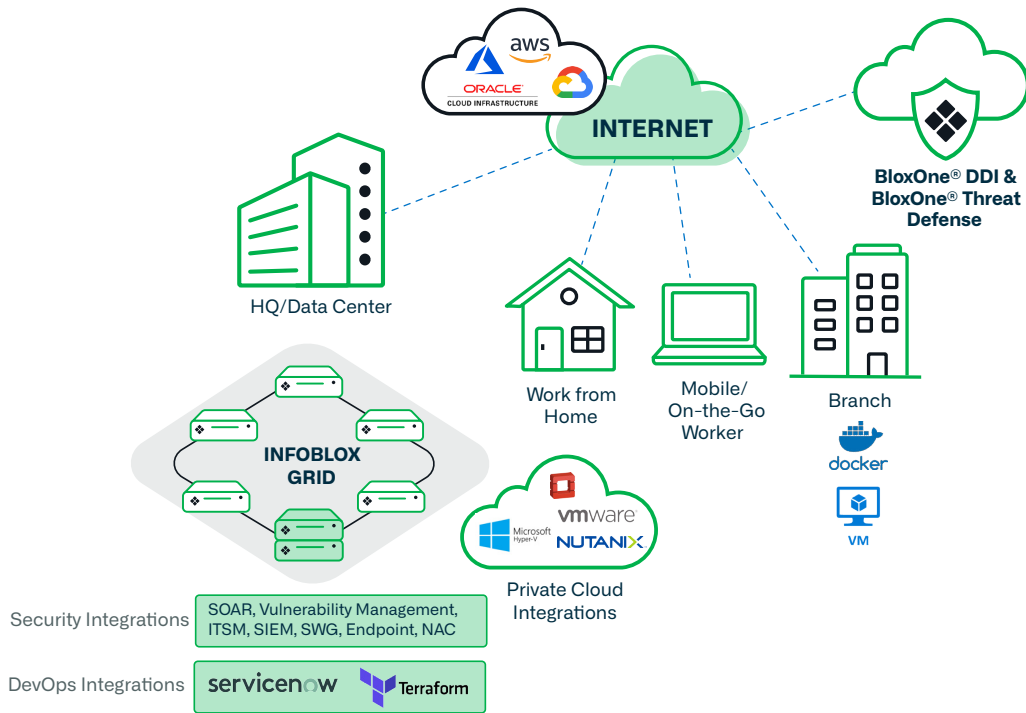 aws
ORACLE
CLOUD INFRASTRUCTURE
INTERNET
BloxOne® DDI &
BloxOne® Threat
Defense
HQ/Data Center
Work from
Home
Mobile/
On-the-Go
Worker
Branch
docker
VM
INFOBLOX
GRID
vmware
Microsoft
Hyper-V
NUTANIX
Private Cloud
Integrations
Security Integrations
SOAR, Vulnerability Management,
ITSM, SIEM, SWG, Endpoint, NAC
DevOps Integrations
servicenow
Terraform